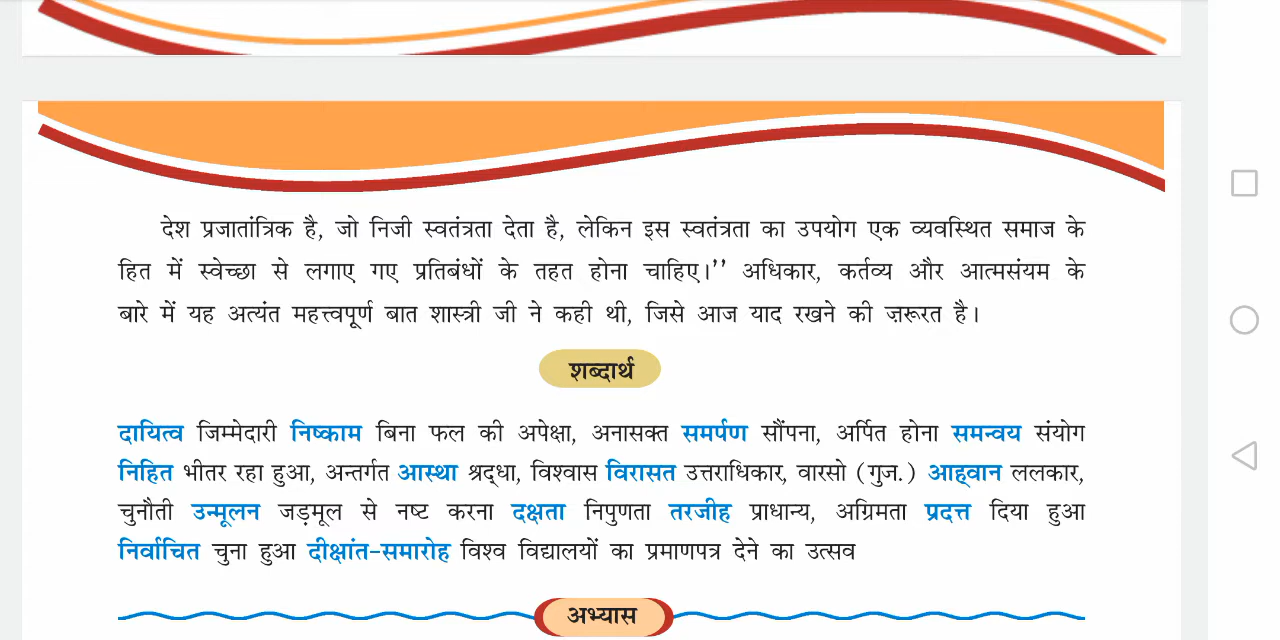 देश प्रजातांत्रिक है, जो निजी स्वतंत्रता देता है, लेकिन इस स्वतंत्रता का उपयोग एक व्यवस्थित समाज के
हित में स्वेच्छा से लगाए गए प्रतिबंधों के तहत होना चाहिए।’’ अधिकार, कर्तव्य और आत्मसंयम के
बारे में यह अत्यंत महत्त्वपूर्ण बात शास्त्री जी ने कही थी, जिसे आज याद रखने की ज़रूरत है।
शब्दार्थ
दायित्व जिम्मेदारी निष्काम बिना फल की अपेक्षा, अनासक्त समर्पण सौंपना, अर्पित होना समन्वय संयोग
निहित भीतर रहा हुआ, अन्तर्गत आस्था श्रद्धा, विश्वास विरासत उत्तराधिकार, वारसो (गुज.) आह्वान ललकार,
चुनौती उन्मूलन जड़मूल से नष्ट करना दक्षता निपुणता तरजीह प्राधान्य, अग्रिमता प्रदत्त दिया हुआ
निर्वाचित चुना हुआ दीक्षांत-समारोह विश्व विद्यालयों का प्रमाणपत्र देने का उत्सव
अभ्यास